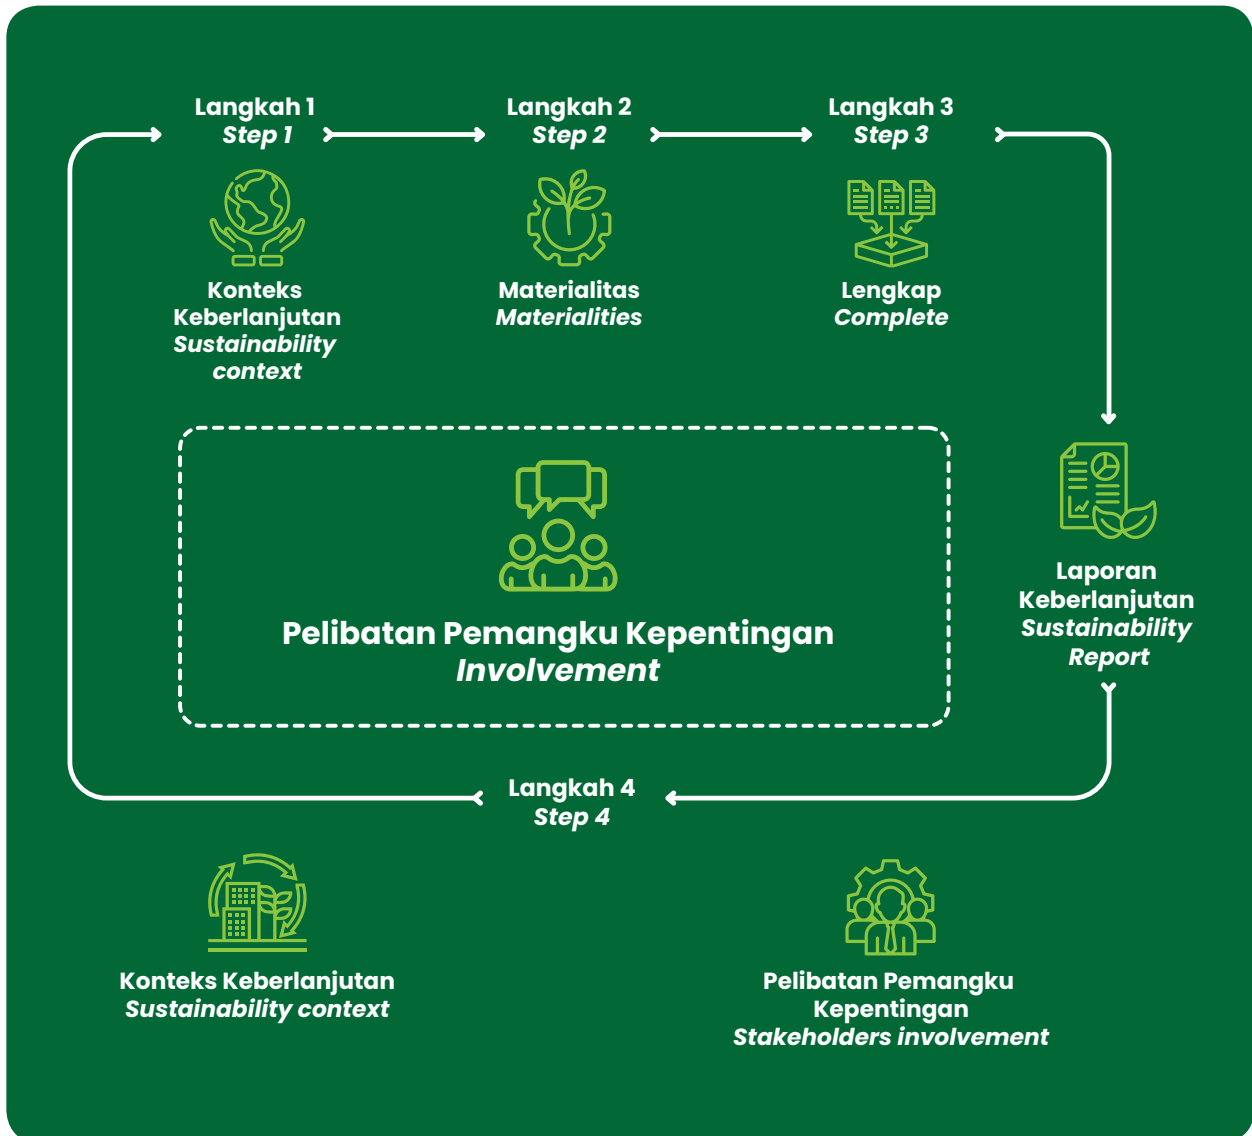 Langkah 1
Step 1
Konteks
Keberlanjutan
Sustainability
context
Langkah 2
Step 2
Materialitas
Materialities
Langkah 3
Step 3
Lengkap
Complete
Laporan
Keberlanjutan
Sustainability
Report
Pelibatan Pemangku Kepentingan
Involvement
Langkah 4
Step 4
Konteks Keberlanjutan
Sustainability context
Pelibatan Pemangku
Kepentingan
Stakeholders involvement